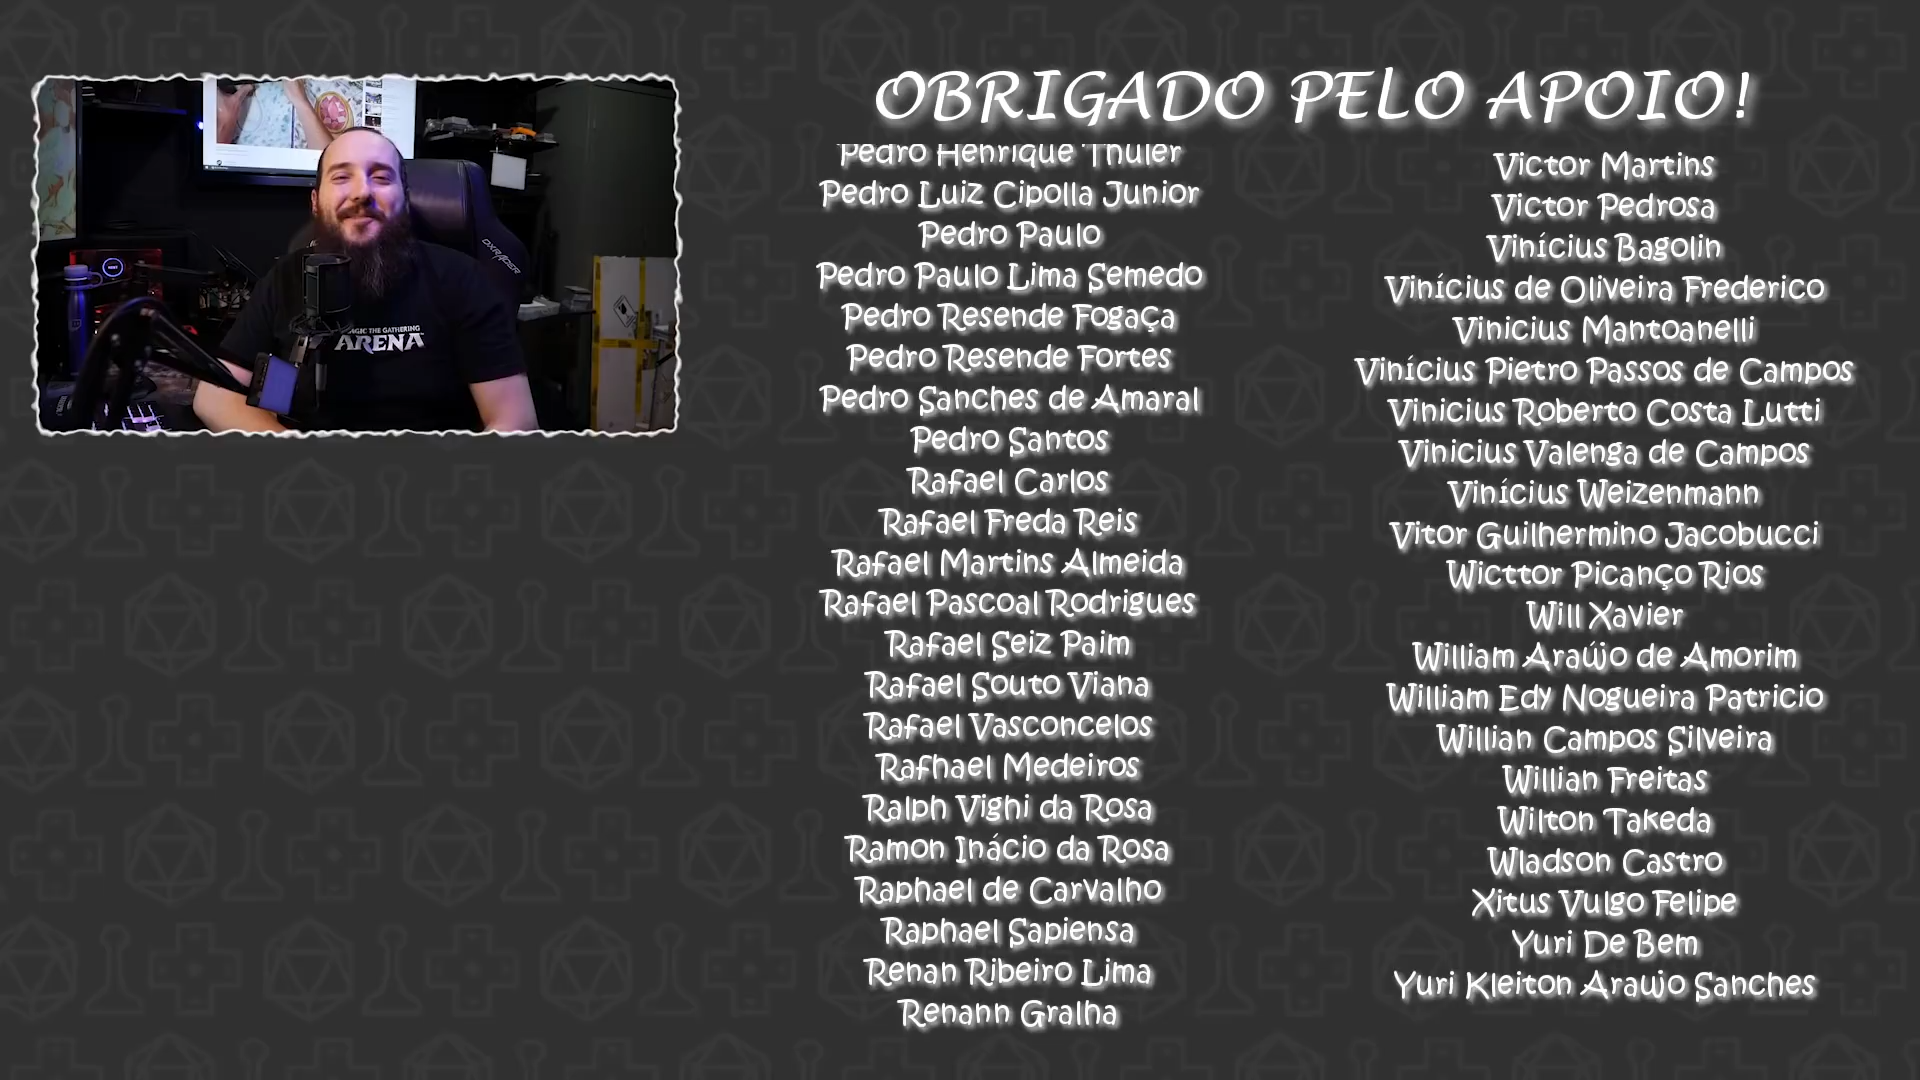 OBRIGADO PELO APOIO!
Pedro Henrique Thuler
Pedro Luiz Cipolla Junior
Pedro Paulo
Pedro Paulo Lima Semedo
Pedro Resende Fogaça
Pedro Resende Fortes
Pedro Sanches de Amaral
Pedro Santos
Rafael Carlos
Rafael Freda Reis
Rafael Martins Almeida
Rafael Pascoal Rodrigues
Rafael Seiz Paim
Rafael Souto Viana
Rafael Vasconcelos
Rafhael Medeiros
Ralph Vighi da Rosa
Ramon Inácio da Rosa
Raphael de Carvalho
Raphael Sapiensa
Renan Ribeiro Lima
Renann Gralha
Victor Martins
Victor Pedrosa
Vinícius Bagolin
Vinícius de Oliveira Frederico
Vinicius Mantoanelli
Vinícius Pietro Passos de Campos
Vinicius Roberto Costa Lutti
Vinicius Valenga de Campos
Vinícius Weizenmann
Vitor Guilhermino Jacobucci
Wicttor Picanço Rios
Will Xavier
William Araújo de Amorim
William Edy Nogueira Patricio
Willian Campos Silveira
Willian Freitas
Wilton Takeda
Wladson Castro
Xitus Vulgo Felipe
Yuri De Bem
Yuri Kleiton Araujo Sanches
MAGIC THE GATHERING
ARENA
DXRACER